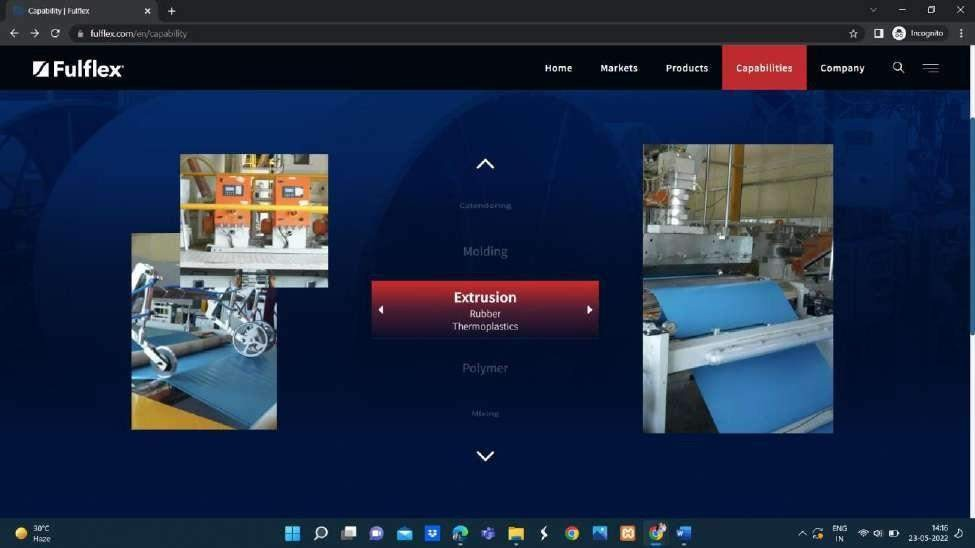 Capability | Fulflex
fulflex.com/en/capability
Incognito
Fulflex
Home
Markets
Products
Capabilities
Company
Calendering
Molding
Extrusion
Rubber
Thermoplastics
Polymer
Mixing
30°C
Haze
ENG
IN
14:16
23-05-2022